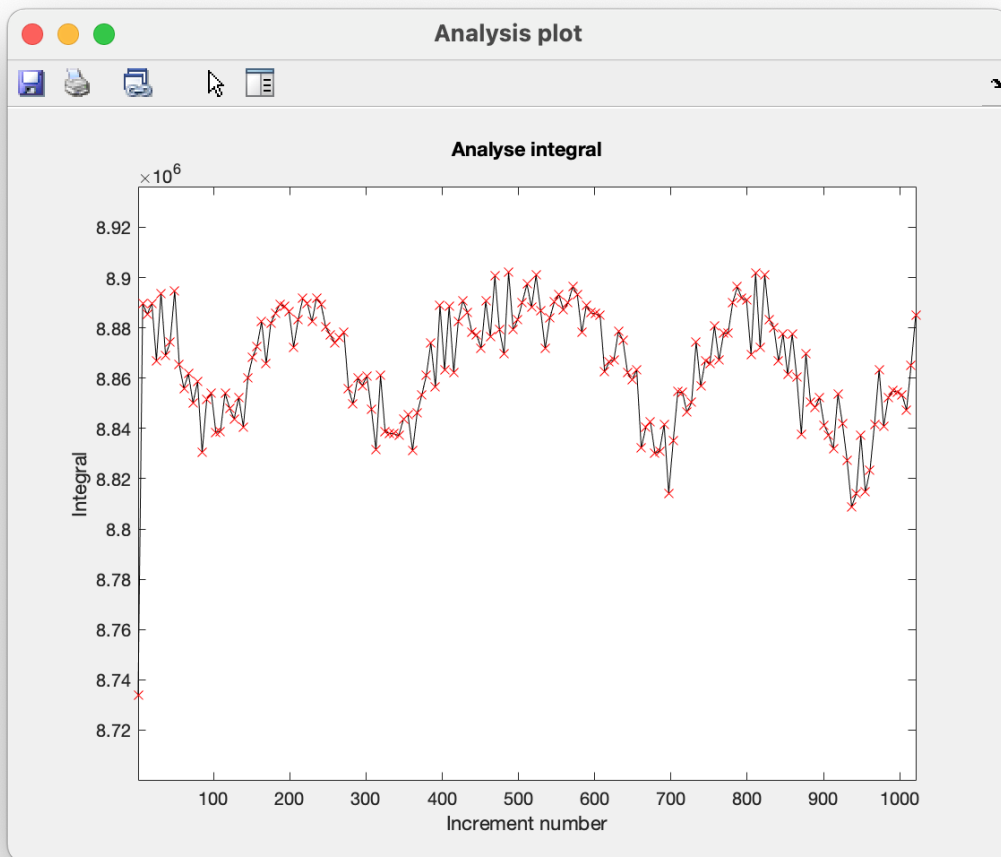 Analysis plot
Analyse integral
×10^6
8.92
8.9
8.88
8.86
8.84
8.82
8.8
8.78
8.76
8.74
8.72
Integral
100 200 300 400 500 600 700 800 900 1000
Increment number